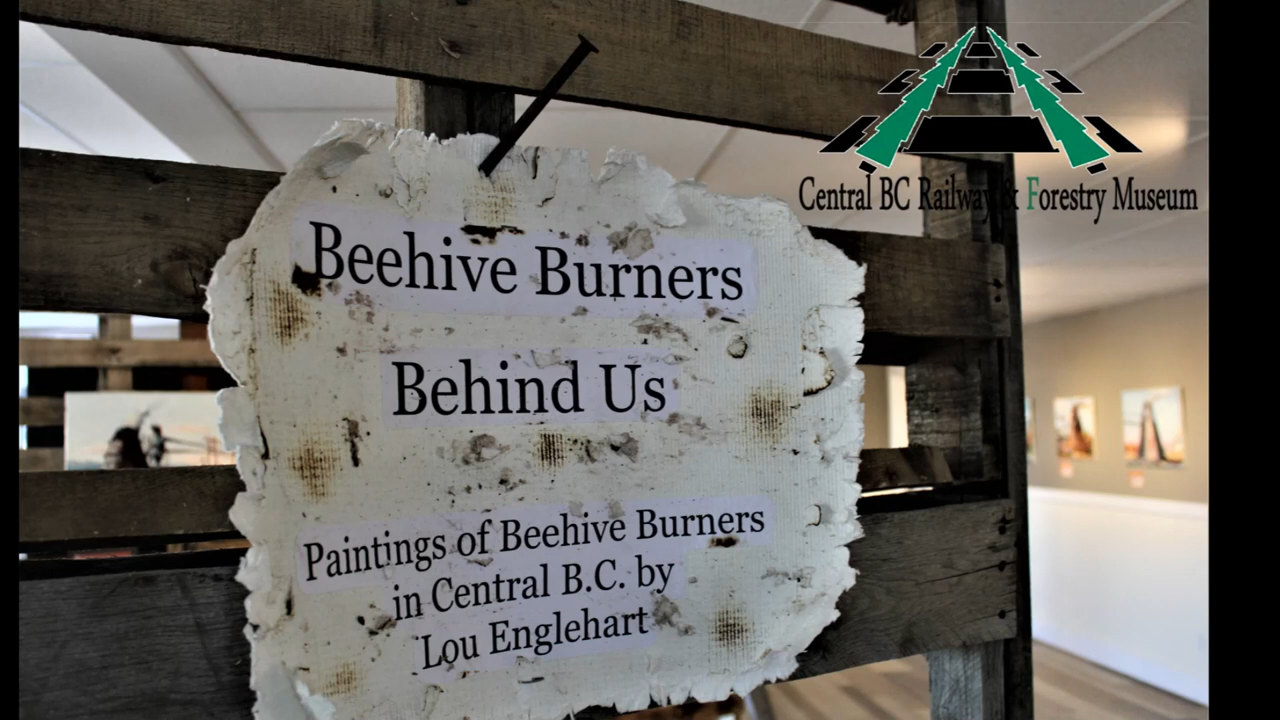 Central BC Railway & Forestry Museum
Beehive Burners
Behind Us
Paintings of Beehive Burners
in Central B.C. by
Lou Englehart